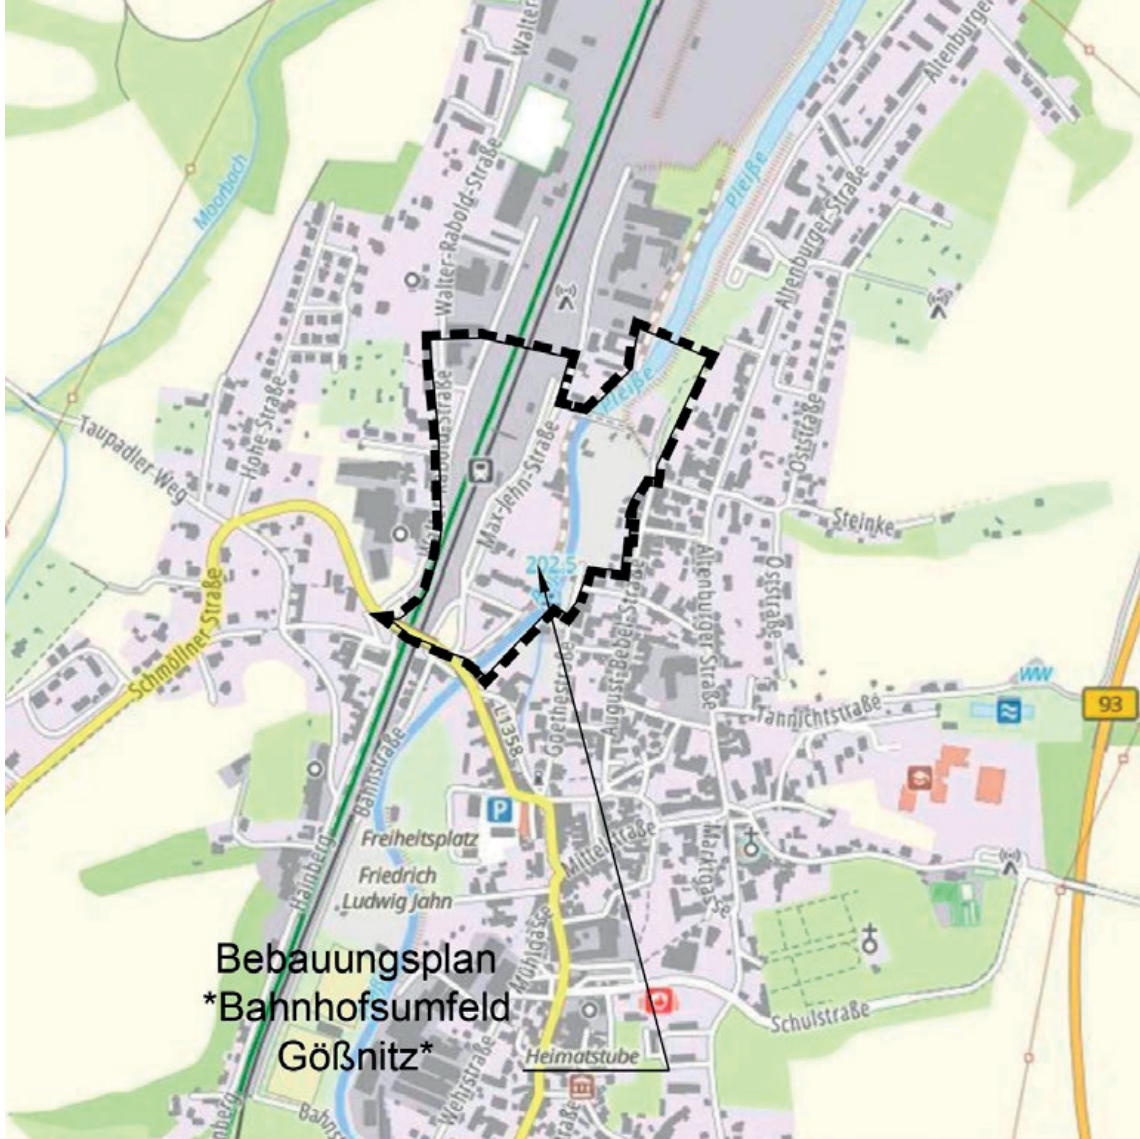 Walter-
Altenburger
Moorbach
Walter-Rabold-Straße
Pleiße
Altenburger Straße
Hohe Straße
Taupadler Weg
Pleiße
Oststraße
Max-Jehn-Straße
Steinke
202.5
Schmöllner Straße
Altenburger Straße
Oststraße
August-Bebel-Straße
Goethestraße
L1358
WW
93
Tannichtstraße
Bahnstraße
P
Freiheitsplatz
Mittelstraße
Marktgasse
Hainberg
Friedrich
Ludwig Jahn
Mühlgasse
Bebauungsplan
*Bahnhofsumfeld
Gößnitz*
Schulstraße
Heimatstube
Wehrstraße